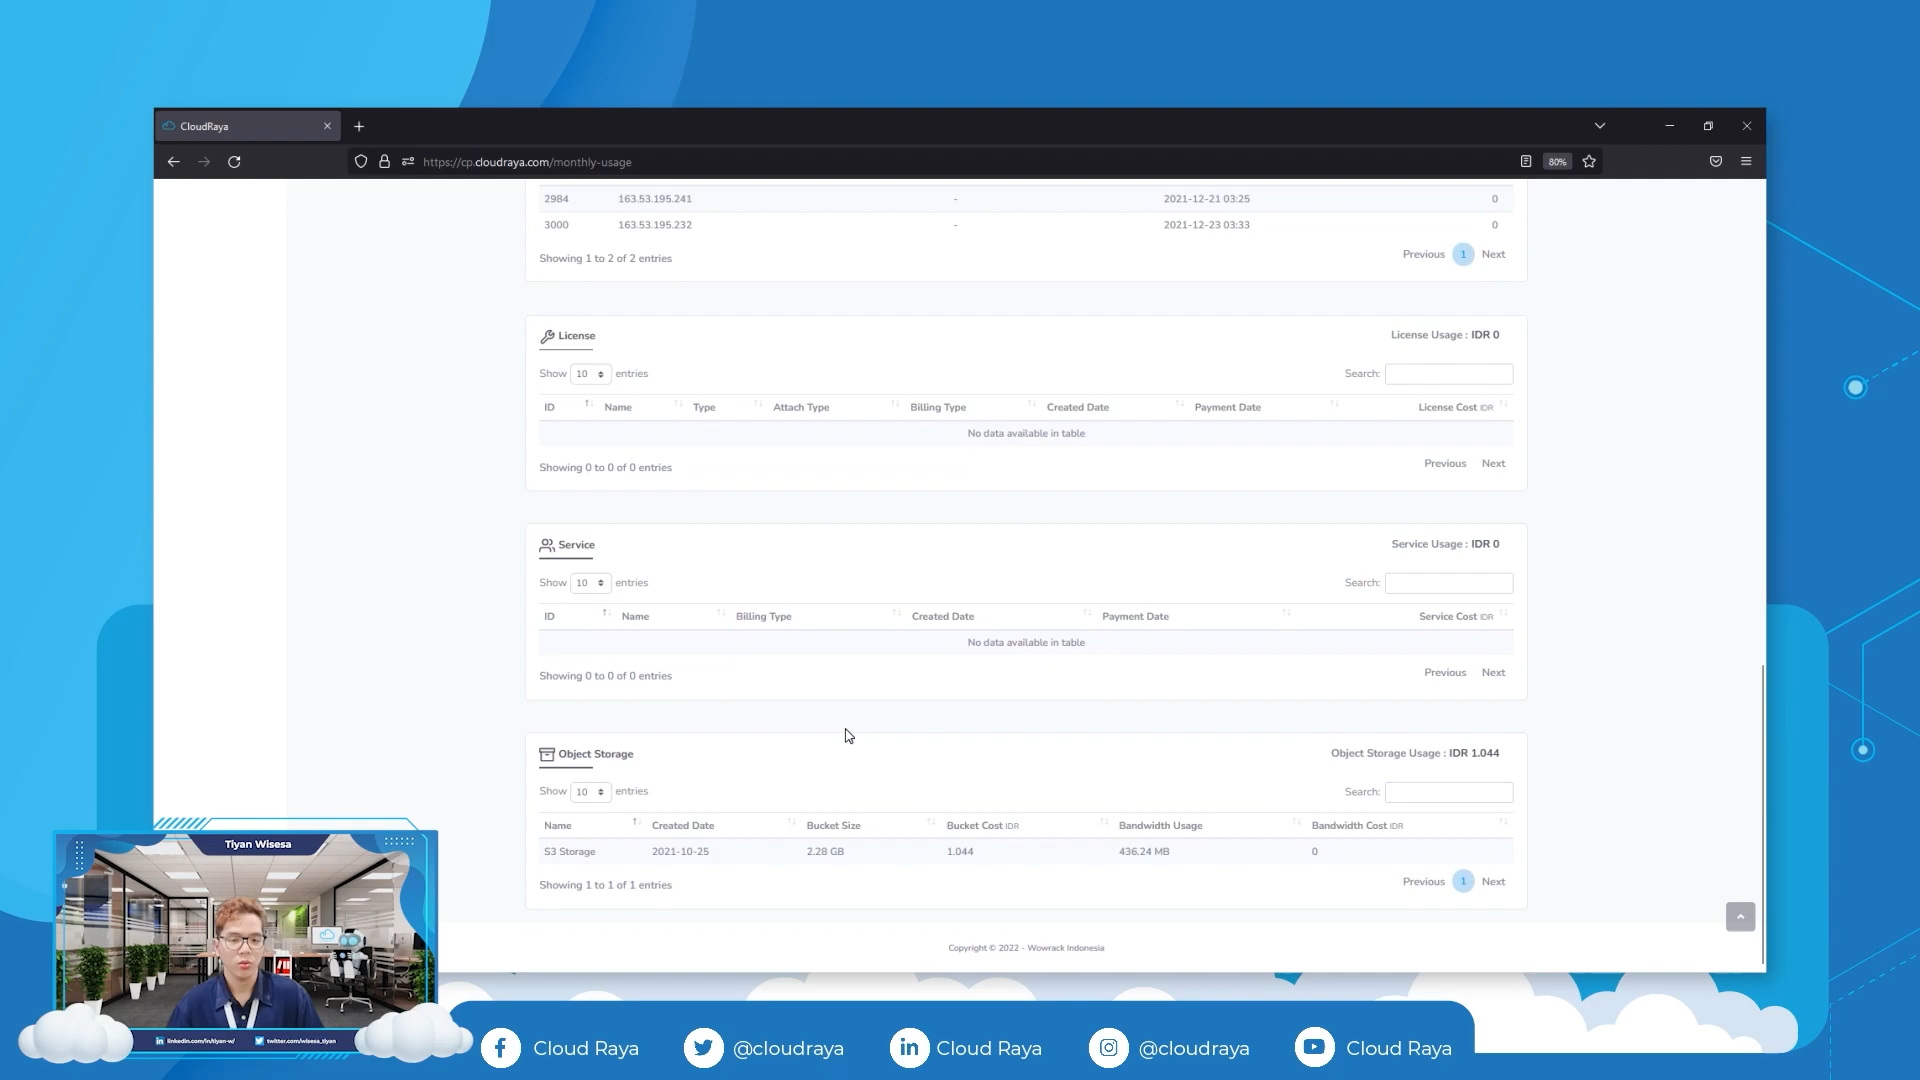 CloudRaya
https://cp.cloudraya.com/monthly-usage
80%
2984 163.53.195.241 - 2021-12-21 03:25 0
3000 163.53.195.232 - 2021-12-23 03:33 0
Showing 1 to 2 of 2 entries
Previous 1 Next
License
License Usage : IDR 0
Show 10 entries
Search:
ID Name Type Attach Type Billing Type Created Date Payment Date License Cost IDR
No data available in table
Showing 0 to 0 of 0 entries
Previous Next
Service
Service Usage : IDR 0
Show 10 entries
Search:
ID Name Billing Type Created Date Payment Date Service Cost IDR
No data available in table
Showing 0 to 0 of 0 entries
Previous Next
Object Storage
Object Storage Usage : IDR 1.044
Show 10 entries
Search:
Name Created Date Bucket Size Bucket Cost IDR Bandwidth Usage Bandwidth Cost IDR
S3 Storage 2021-10-25 2.28 GB 1.044 436.24 MB 0
Showing 1 to 1 of 1 entries
Previous 1 Next
Copyright © 2022 - Wowrack Indonesia
Tiyan Wisesa
linkedin.com/in/tiyan-w/
twitter.com/wisesa_tiyan
Cloud Raya
@cloudraya
Cloud Raya
@cloudraya
Cloud Raya